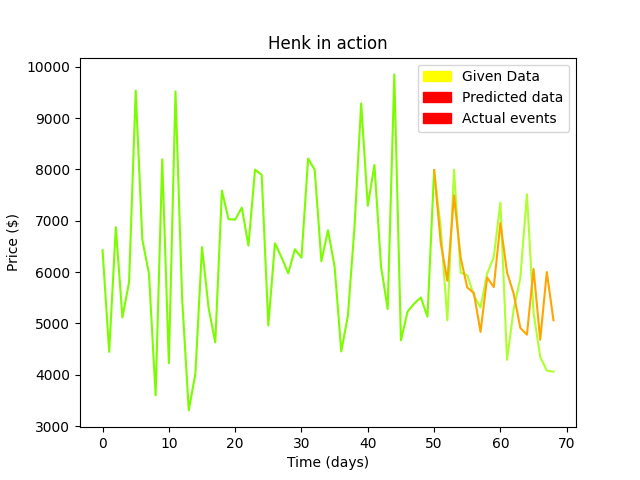 Henk in action
Given Data
Predicted data
Actual events
Price ($)
10000
9000
8000
7000
6000
5000
4000
3000
0 10 20 30 40 50 60 70
Time (days)